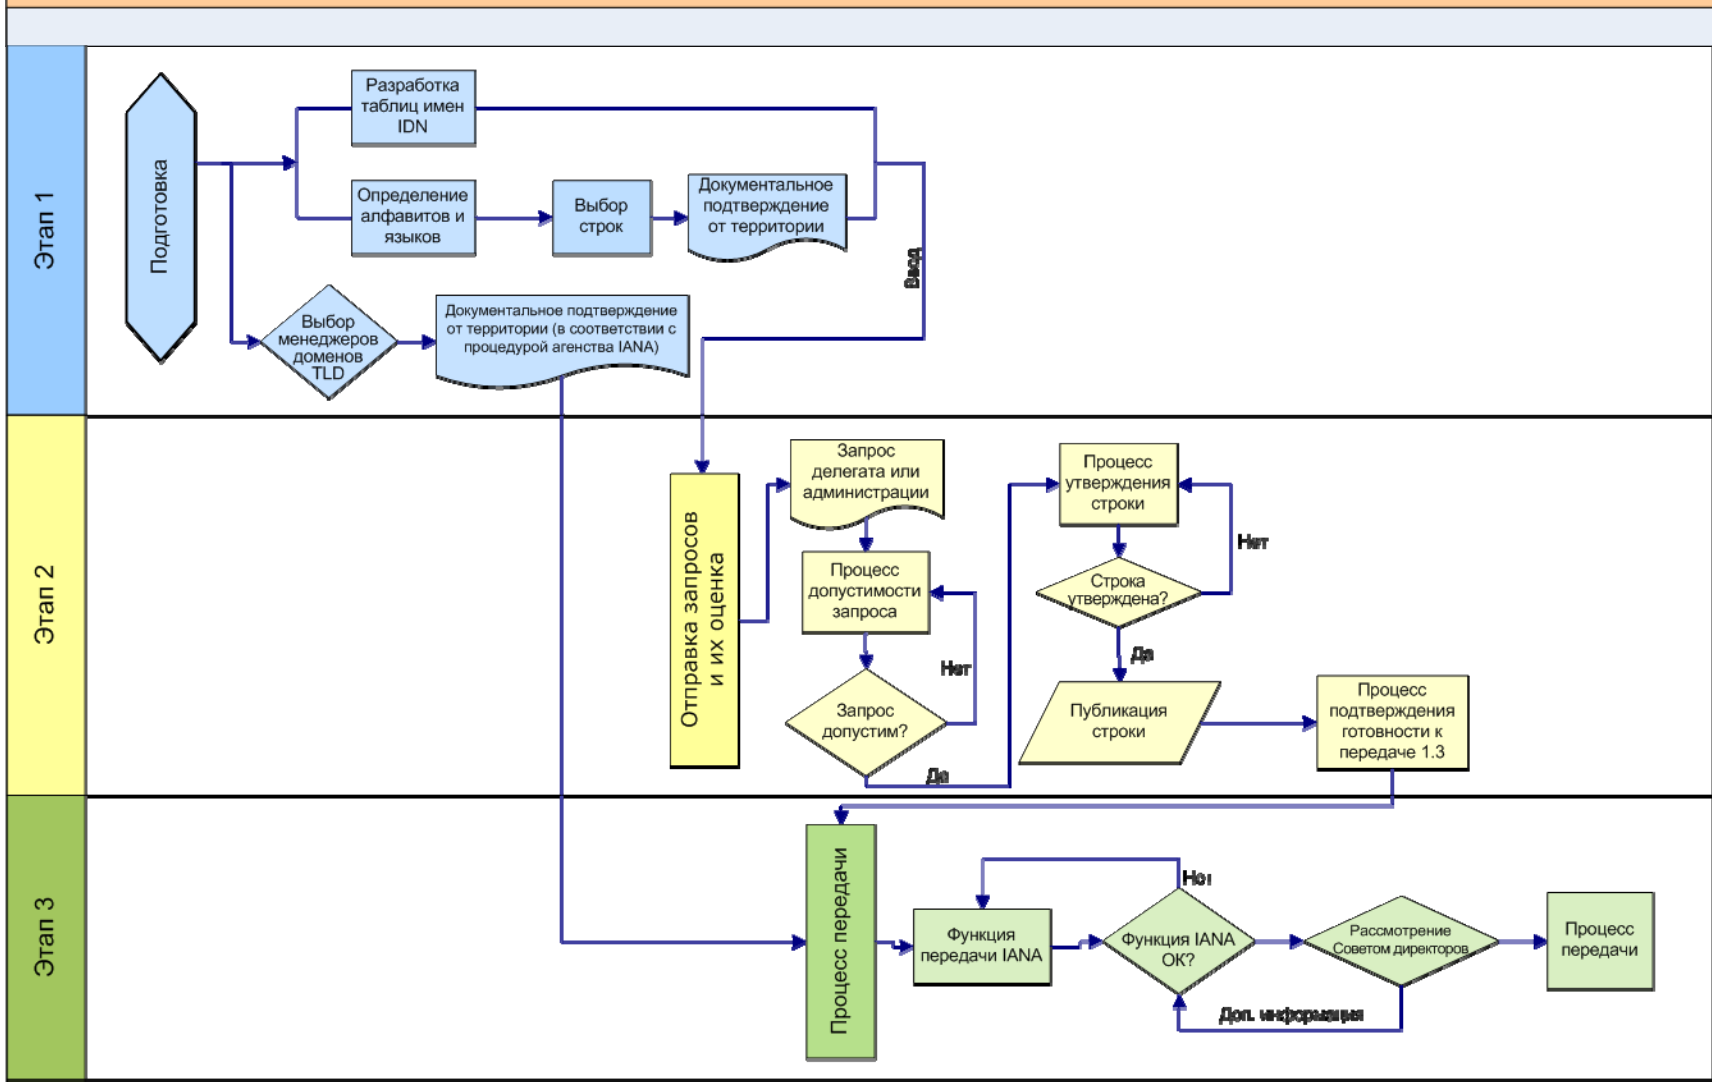 Этап 1
Подготовка
Разработка
таблиц имен
IDN
Определение
алфавитов и
языков
Выбор
строк
Документальное
подтверждение
от территории
Ввод
Выбор
менеджеров
доменов
TLD
Документальное подтверждение
от территории (в соответствии с
процедурой агенства IANA)
Этап 2
Отправка запросов
и их оценка
Запрос
делегата или
администрации
Процесс
допустимости
запроса
Нет
Запрос
допустим?
Да
Процесс
утверждения
строки
Нет
Строка
утверждена?
Да
Публикация
строки
Процесс
подтверждения
готовности к
передаче 1.3
Этап 3
Процесс передачи
Функция
передачи IANA
Функция IANA
ОК?
Рассмотрение
Советом директоров
Доп. информация
Процесс
передачи